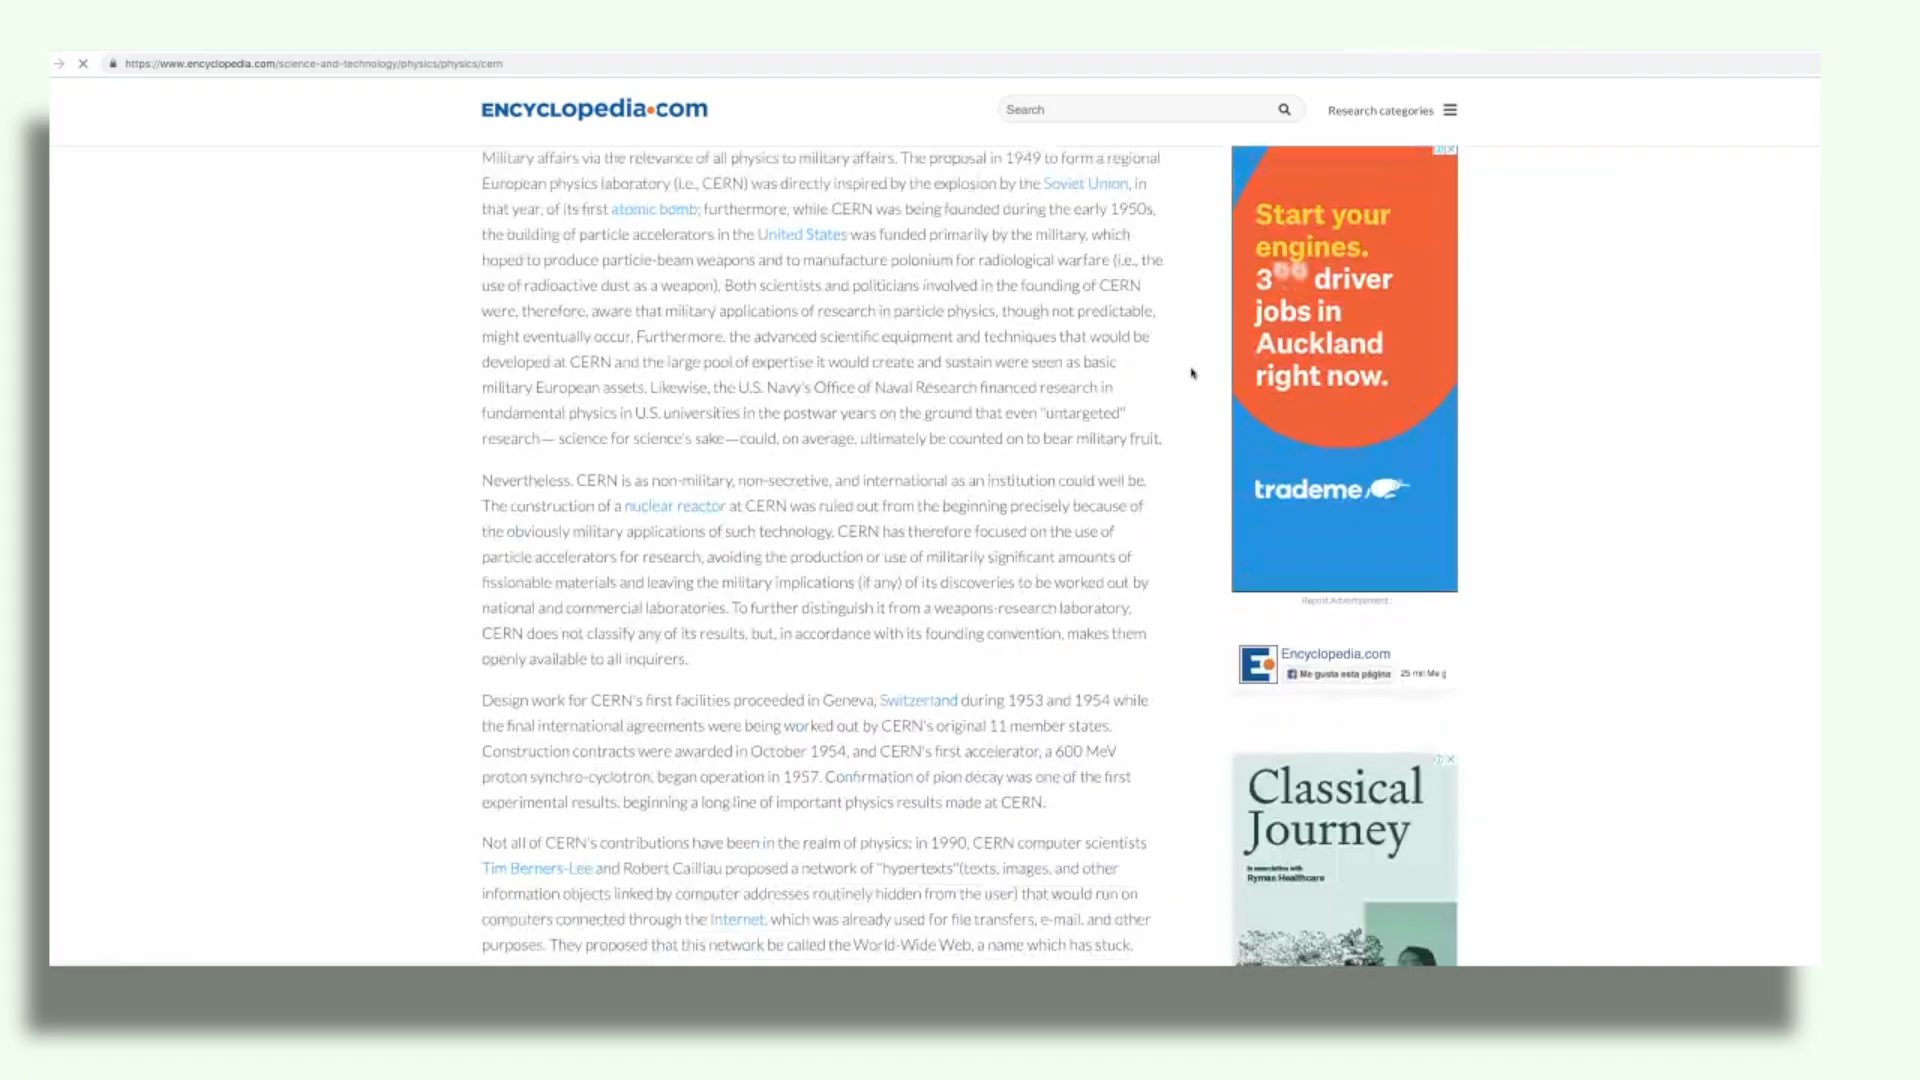 https://www.encyclopedia.com/science-and-technology/physics/physics/cern
ENCYCLOpedia.com
Search
Research categories
Military affairs via the relevance of all physics to military affairs. The proposal in 1949 to form a regional
European physics laboratory (i.e., CERN) was directly inspired by the explosion by the Soviet Union, in
that year, of its first atomic bomb; furthermore, while CERN was being founded during the early 1950s,
the building of particle accelerators in the United States was funded primarily by the military, which
hoped to produce particle-beam weapons and to manufacture polonium for radiological warfare (i.e., the
use of radioactive dust as a weapon). Both scientists and politicians involved in the founding of CERN
were, therefore, aware that military applications of research in particle physics, though not predictable,
might eventually occur. Furthermore, the advanced scientific equipment and techniques that would be
developed at CERN and the large pool of expertise it would create and sustain were seen as basic
military European assets. Likewise, the U.S. Navy's Office of Naval Research financed research in
fundamental physics in U.S. universities in the postwar years on the ground that even "untargeted"
research— science for science's sake—could, on average, ultimately be counted on to bear military fruit.
Nevertheless, CERN is as non-military, non-secretive, and international as an institution could well be.
The construction of a nuclear reactor at CERN was ruled out from the beginning precisely because of
the obviously military applications of such technology. CERN has therefore focused on the use of
particle accelerators for research, avoiding the production or use of militarily significant amounts of
fissionable materials and leaving the military implications (if any) of its discoveries to be worked out by
national and commercial laboratories. To further distinguish it from a weapons-research laboratory,
CERN does not classify any of its results, but, in accordance with its founding convention, makes them
openly available to all inquirers.
Design work for CERN's first facilities proceeded in Geneva, Switzerland during 1953 and 1954 while
the final international agreements were being worked out by CERN's original 11 member states.
Construction contracts were awarded in October 1954, and CERN's first accelerator, a 600 MeV
proton synchro-cyclotron, began operation in 1957. Confirmation of pion decay was one of the first
experimental results, beginning a long line of important physics results made at CERN.
Not all of CERN's contributions have been in the realm of physics; in 1990, CERN computer scientists
Tim Berners-Lee and Robert Cailliau proposed a network of "hypertexts"(texts, images, and other
information objects linked by computer addresses routinely hidden from the user) that would run on
computers connected through the Internet, which was already used for file transfers, e-mail, and other
purposes. They proposed that this network be called the World-Wide Web, a name which has stuck.
Start your
engines.
driver
jobs in
Auckland
right now.
trademe
Report Advertisement
Encyclopedia.com
Me gusta esta página
25 mil Me g
Classical
Journey
In association with
Ryman Healthcare